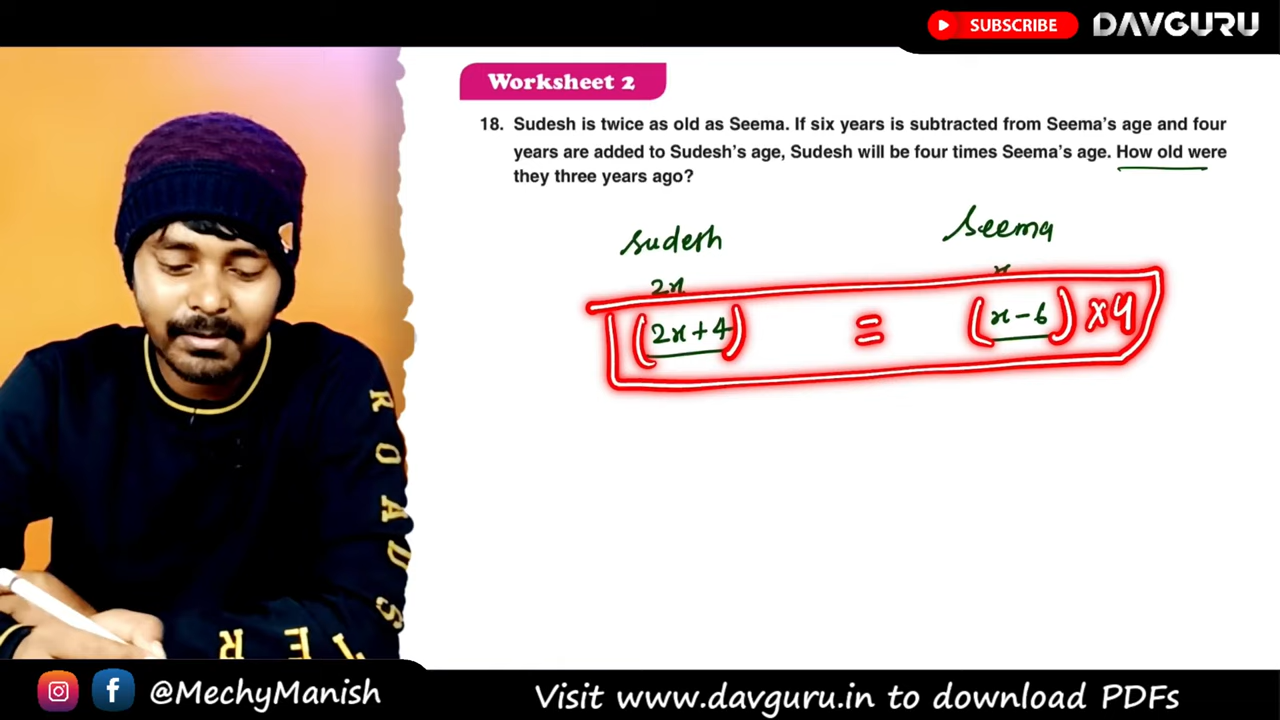 SUBSCRIBE DAVGURU
Worksheet 2
18. Sudesh is twice as old as Seema. If six years is subtracted from Seema's age and four
years are added to Sudesh's age, Sudesh will be four times Seema's age. How old were
they three years ago?
Sudesh Seema
2x x
(2x+4) = (x-6) x4
ROADSTER
@MechyManish Visit www.davguru.in to download PDFs